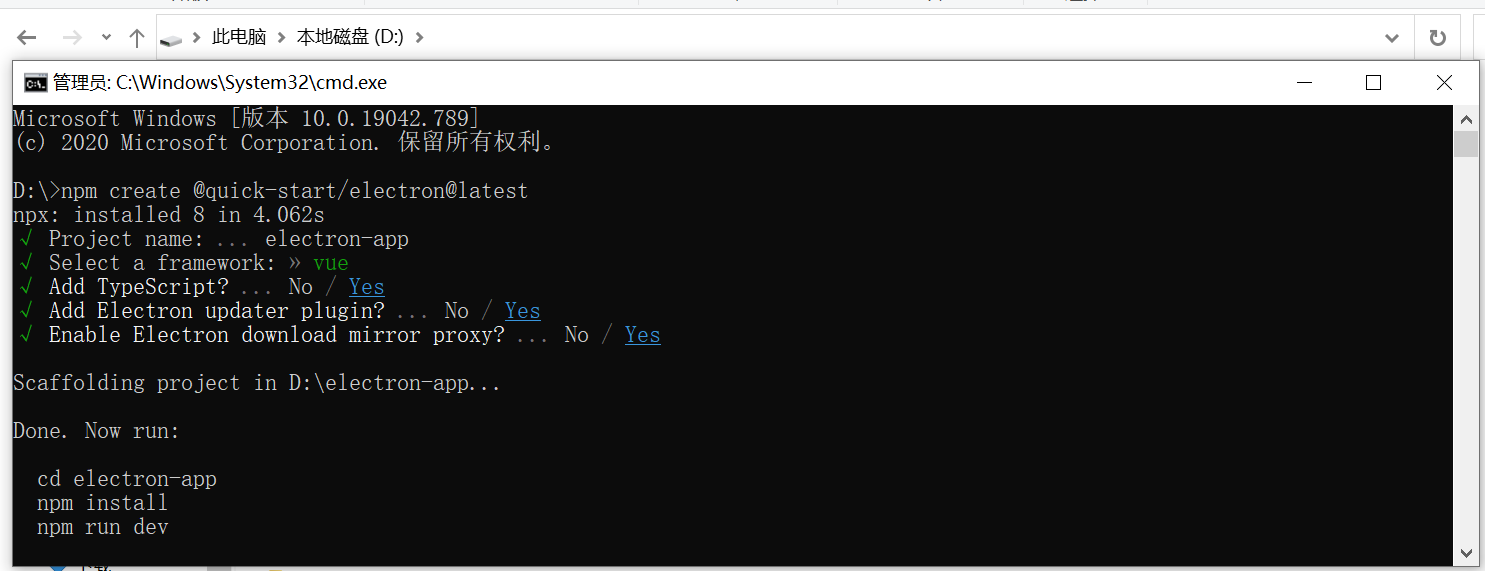 此电脑 本地磁盘 (D:)
管理员: C:\Windows\System32\cmd.exe
Microsoft Windows [版本 10.0.19042.789]
(c) 2020 Microsoft Corporation. 保留所有权利。
D:\>npm create @quick-start/electron@latest
npx: installed 8 in 4.062s
√ Project name: ... electron-app
√ Select a framework: » vue
√ Add TypeScript? ... No / Yes
√ Add Electron updater plugin? ... No / Yes
√ Enable Electron download mirror proxy? ... No / Yes
Scaffolding project in D:\electron-app...
Done. Now run:
cd electron-app
npm install
npm run dev